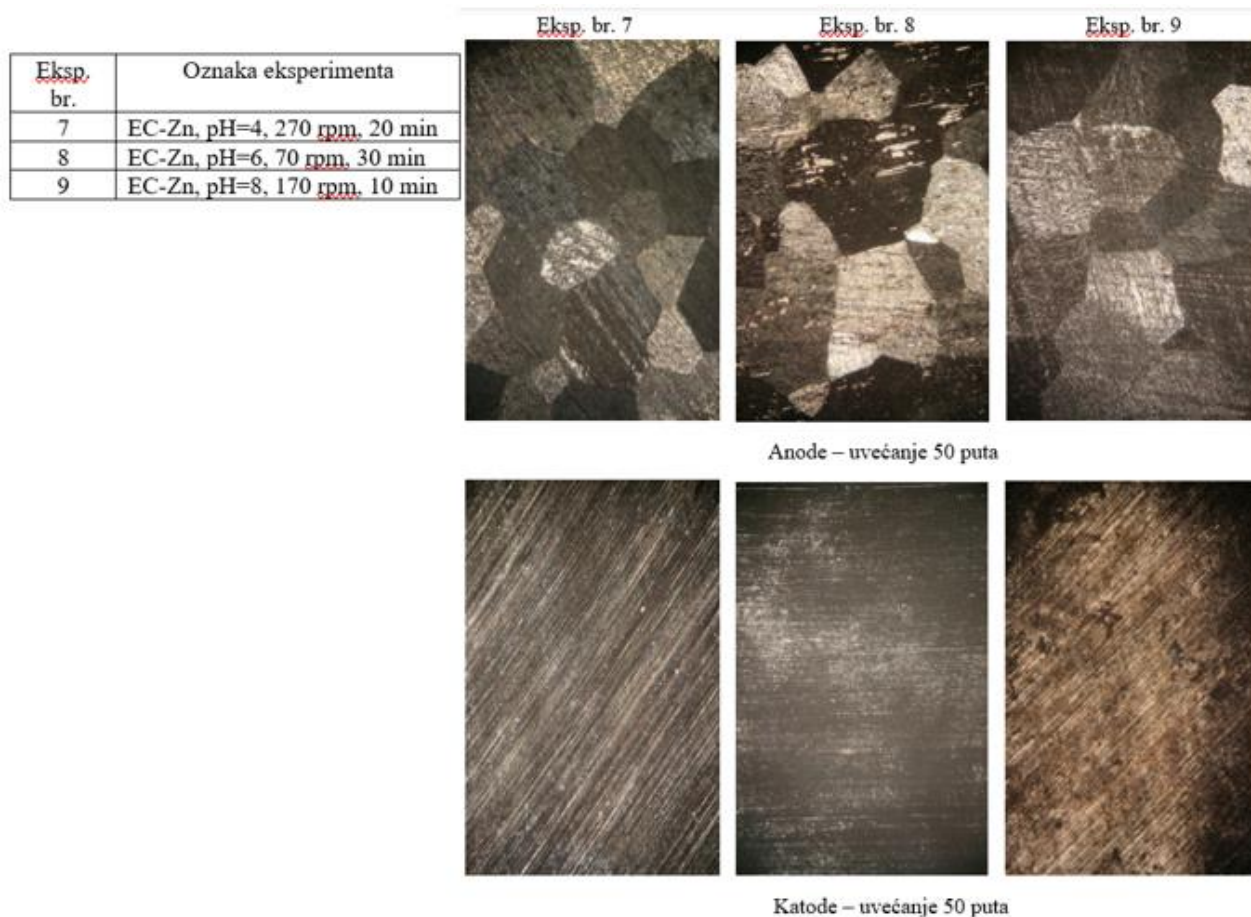 Eksp. br. 7
Eksp. br. 8
Eksp. br. 9
Eksp. br.
Oznaka eksperimenta
7
EC-Zn, pH=4, 270 rpm, 20 min
8
EC-Zn, pH=6, 70 rpm, 30 min
9
EC-Zn, pH=8, 170 rpm, 10 min
Anode – uvećanje 50 puta
Katode – uvećanje 50 puta